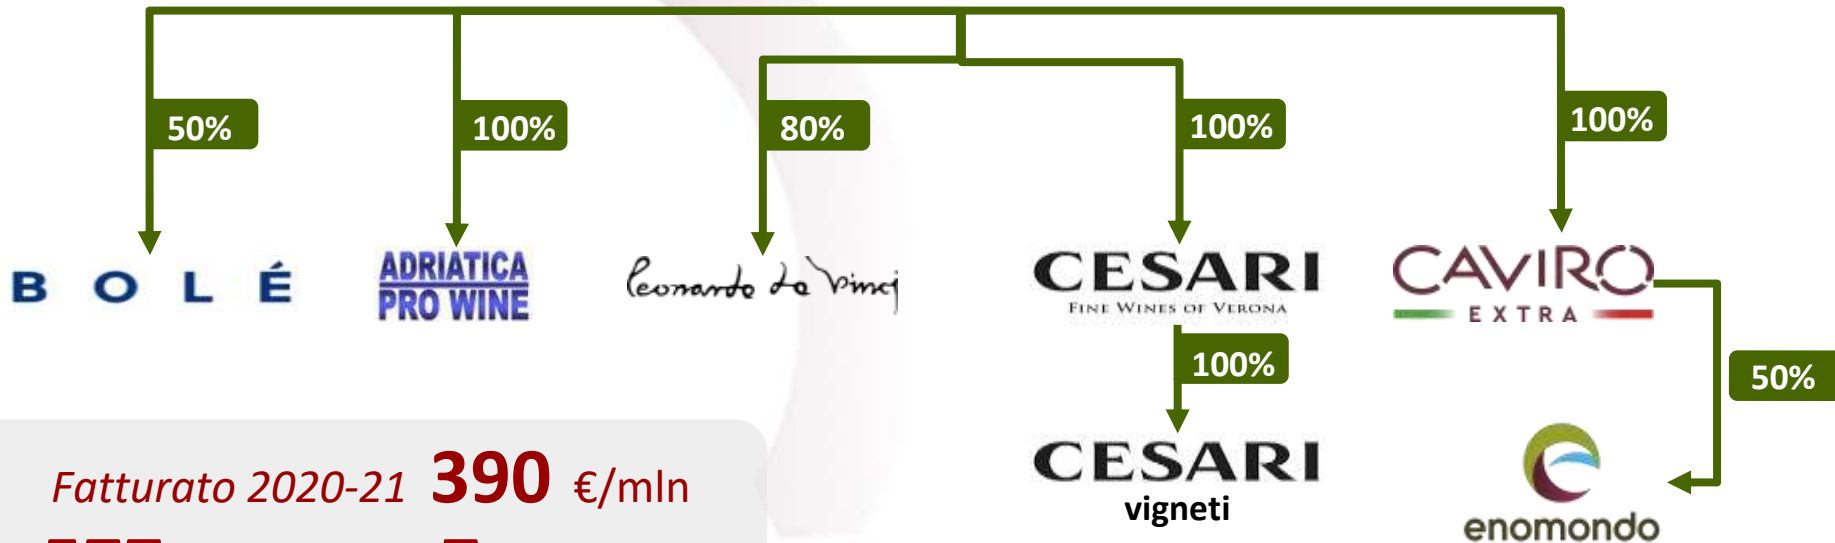 50%
100%
80%
100%
100%
BOLÉ
ADRIATICA
PRO WINE
Leonardo da Vinci
CESARI
FINE WINES OF VERONA
CAVIRO
EXTRA
100%
50%
CESARI
vigneti
enomondo
Fatturato 2020-21 390 €/mln